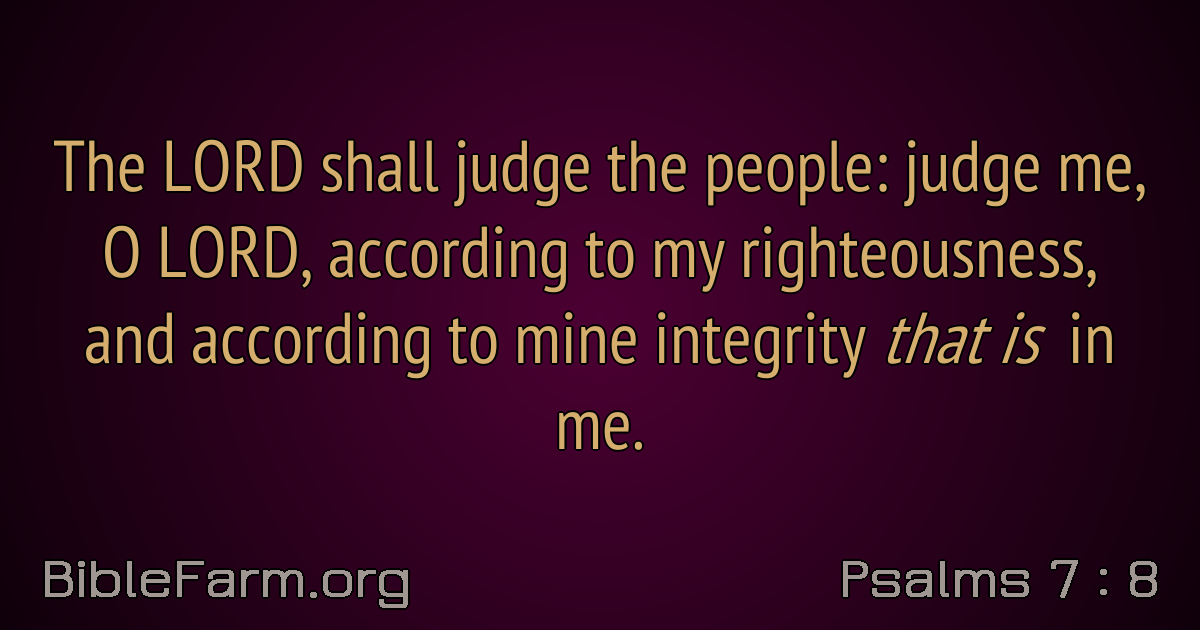 The LORD shall judge the people: judge me,
O LORD, according to my righteousness,
and according to mine integrity that is in
me.
BibleFarm.org
Psalms 7 : 8